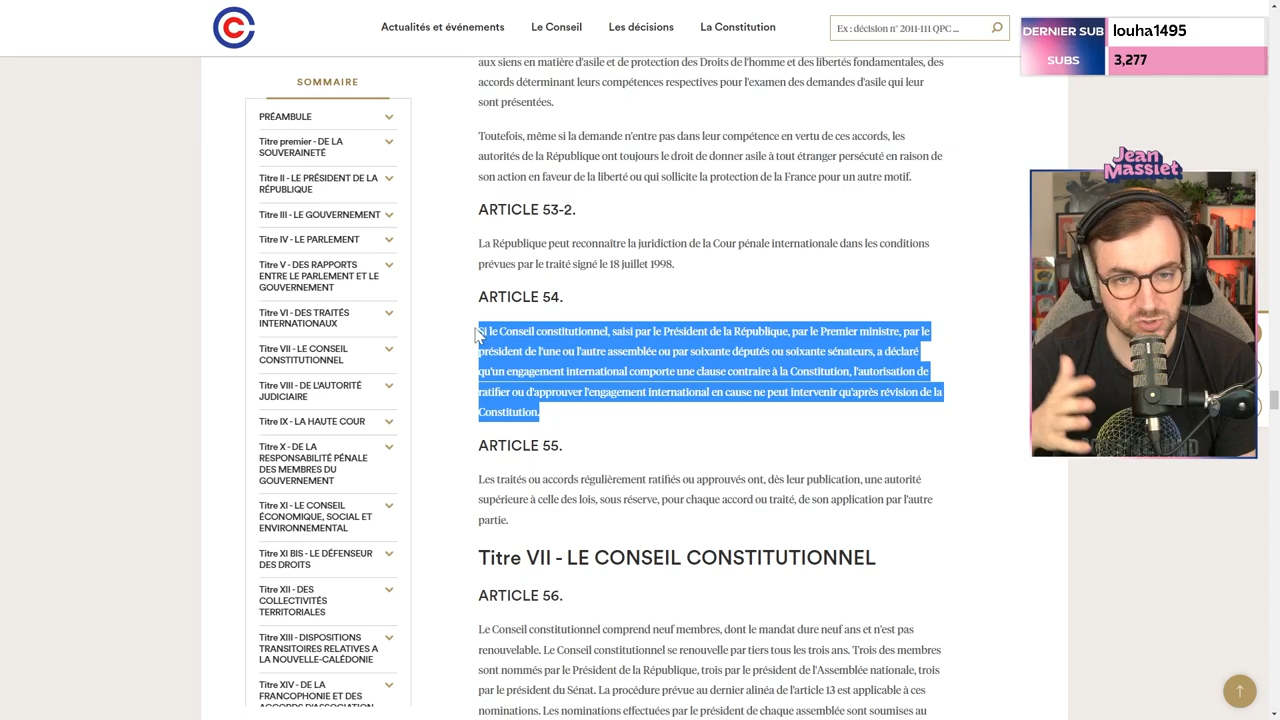 Actualités et événements
Le Conseil
Les décisions
La Constitution
Ex : décision n° 2011-111 QPC ...
DERNIER SUB
louha1495
SUBS
3,277
Jean
Massiet
SOMMAIRE
PRÉAMBULE
Titre premier - DE LA
SOUVERAINETÉ
Titre II - LE PRÉSIDENT DE LA
RÉPUBLIQUE
Titre III - LE GOUVERNEMENT
Titre IV - LE PARLEMENT
Titre V - DES RAPPORTS
ENTRE LE PARLEMENT ET LE
GOUVERNEMENT
Titre VI - DES TRAITÉS
INTERNATIONAUX
Titre VII - LE CONSEIL
CONSTITUTIONNEL
Titre VIII - DE L'AUTORITÉ
JUDICIAIRE
Titre IX - LA HAUTE COUR
Titre X - DE LA
RESPONSABILITÉ PÉNALE
DES MEMBRES DU
GOUVERNEMENT
Titre XI - LE CONSEIL
ÉCONOMIQUE, SOCIAL ET
ENVIRONNEMENTAL
Titre XI BIS - LE DÉFENSEUR
DES DROITS
Titre XII - DES
COLLECTIVITÉS
TERRITORIALES
Titre XIII - DISPOSITIONS
TRANSITOIRES RELATIVES A
LA NOUVELLE-CALÉDONIE
Titre XIV - DE LA
FRANCOPHONIE ET DES
ACCORDS D'ASSOCIATION
aux siens en matière d'asile et de protection des Droits de l'homme et des libertés fondamentales, des
accords déterminant leurs compétences respectives pour l'examen des demandes d'asile qui leur
sont présentées.
Toutefois, même si la demande n'entre pas dans leur compétence en vertu de ces accords, les
autorités de la République ont toujours le droit de donner asile à tout étranger persécuté en raison de
son action en faveur de la liberté ou qui sollicite la protection de la France pour un autre motif.
ARTICLE 53-2.
La République peut reconnaître la juridiction de la Cour pénale internationale dans les conditions
prévues par le traité signé le 18 juillet 1998.
ARTICLE 54.
Si le Conseil constitutionnel, saisi par le Président de la République, par le Premier ministre, par le
président de l'une ou l'autre assemblée ou par soixante députés ou soixante sénateurs, a déclaré
qu'un engagement international comporte une clause contraire à la Constitution, l'autorisation de
ratifier ou d'approuver l'engagement international en cause ne peut intervenir qu'après révision de la
Constitution.
ARTICLE 55.
Les traités ou accords régulièrement ratifiés ou approuvés ont, dès leur publication, une autorité
supérieure à celle des lois, sous réserve, pour chaque accord ou traité, de son application par l'autre
partie.
Titre VII - LE CONSEIL CONSTITUTIONNEL
ARTICLE 56.
Le Conseil constitutionnel comprend neuf membres, dont le mandat dure neuf ans et n'est pas
renouvelable. Le Conseil constitutionnel se renouvelle par tiers tous les trois ans. Trois des membres
sont nommés par le Président de la République, trois par le président de l'Assemblée nationale, trois
par le président du Sénat. La procédure prévue au dernier alinéa de l'article 13 est applicable à ces
nominations. Les nominations effectuées par le président de chaque assemblée sont soumises au